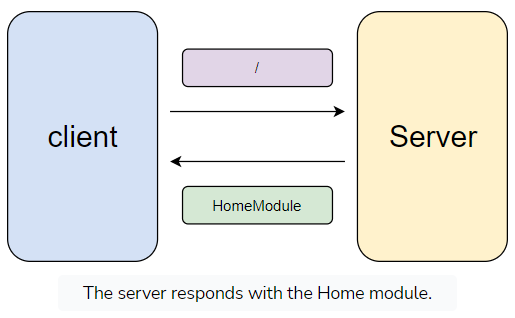 /
client
Server
HomeModule
The server responds with the Home module.